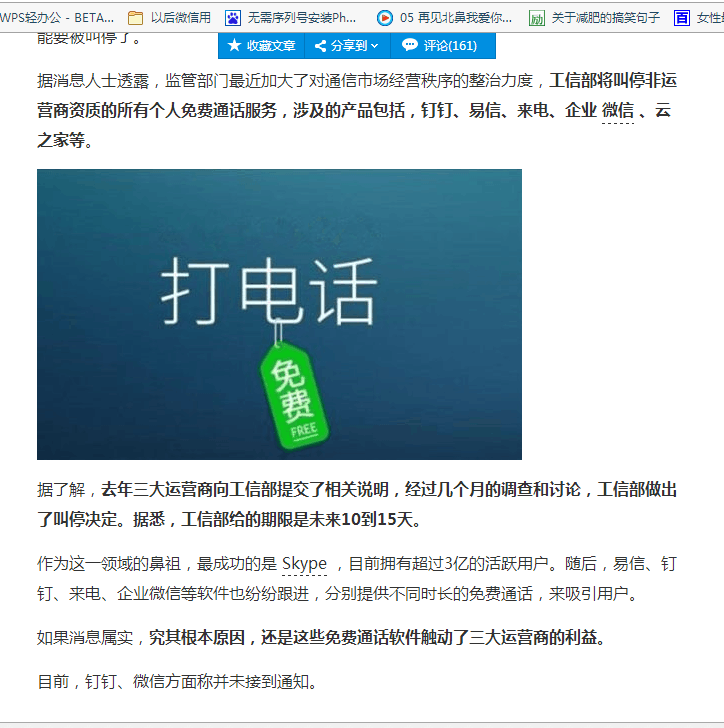 WPS轻办公 - BETA... 以后微信用 无需序列号安装Ph... 05 再见北鼻我爱你... 关于减肥的搞笑句子 女性
能要被叫停了。
收藏文章 分享到 评论(161)
据消息人士透露，监管部门最近加大了对通信市场经营秩序的整治力度，工信部将叫停非运
营商资质的所有个人免费通话服务，涉及的产品包括，钉钉、易信、来电、企业 微信 、云
之家等。
打电话
免费
FREE
据了解，去年三大运营商向工信部提交了相关说明，经过几个月的调查和讨论，工信部做出
了叫停决定。据悉，工信部给的期限是未来10到15天。
作为这一领域的鼻祖，最成功的是 Skype ，目前拥有超过3亿的活跃用户。随后，易信、钉
钉、来电、企业微信等软件也纷纷跟进，分别提供不同时长的免费通话，来吸引用户。
如果消息属实，究其根本原因，还是这些免费通话软件触动了三大运营商的利益。
目前，钉钉、微信方面称并未接到通知。